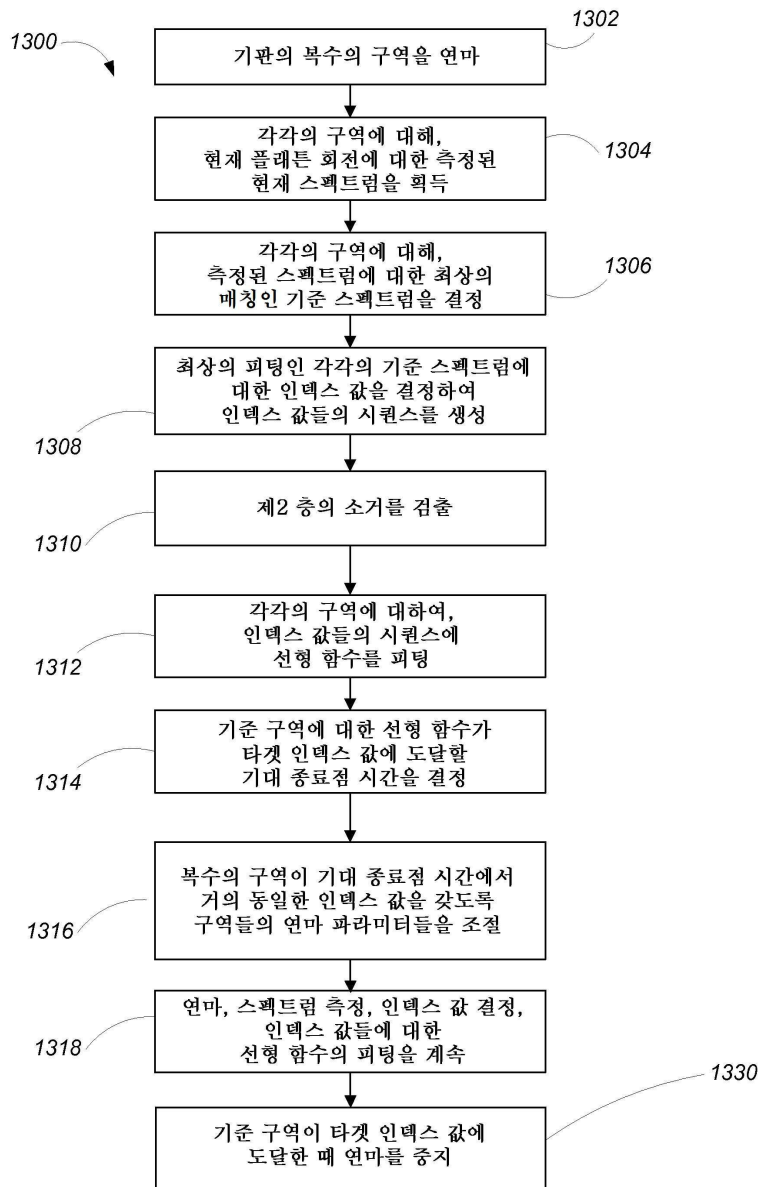 1300
1302
기판의 복수의 구역을 연마
각각의 구역에 대해,
현재 플래튼 회전에 대한 측정된
현재 스펙트럼을 획득
1304
각각의 구역에 대해,
측정된 스펙트럼에 대한 최상의
매칭인 기준 스펙트럼을 결정
1306
최상의 피팅인 각각의 기준 스펙트럼에
대한 인덱스 값을 결정하여
인덱스 값들의 시퀀스를 생성
1308
제2 층의 소거를 검출
1310
각각의 구역에 대하여,
인덱스 값들의 시퀀스에
선형 함수를 피팅
1312
기준 구역에 대한 선형 함수가
타겟 인덱스 값에 도달할
기대 종료점 시간을 결정
1314
복수의 구역이 기대 종료점 시간에서
거의 동일한 인덱스 값을 갖도록
구역들의 연마 파라미터들을 조절
1316
연마, 스펙트럼 측정, 인덱스 값 결정,
인덱스 값들에 대한
선형 함수의 피팅을 계속
1318
기준 구역이 타겟 인덱스 값에
도달한 때 연마를 중지
1330